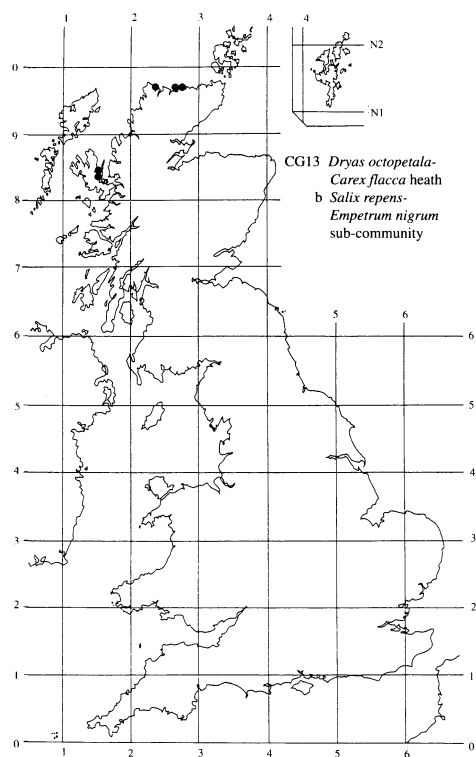 4
N2
0
N1
9
CG13 Dryas octopetala-
Carex flacca heath
b Salix repens-
Empetrum nigrum
sub-community
8
7
1 2 3 4
6 5 6 6
5 5
4 4
3 3
2 2
1 1
0 0
1 2 3 4 5 6